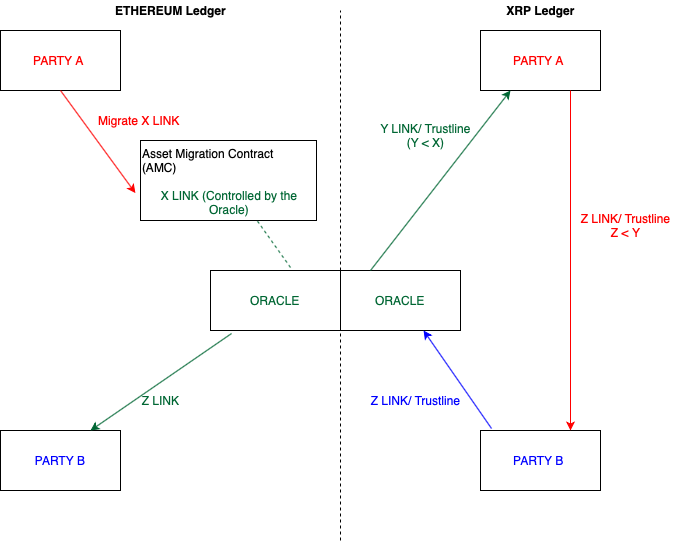 ETHEREUM Ledger
XRP Ledger
PARTY A
PARTY A
Migrate X LINK
Y LINK/ Trustline
(Y < X)
Asset Migration Contract
(AMC)
X LINK (Controlled by the
Oracle)
Z LINK/ Trustline
Z < Y
ORACLE
ORACLE
Z LINK
Z LINK/ Trustline
PARTY B
PARTY B